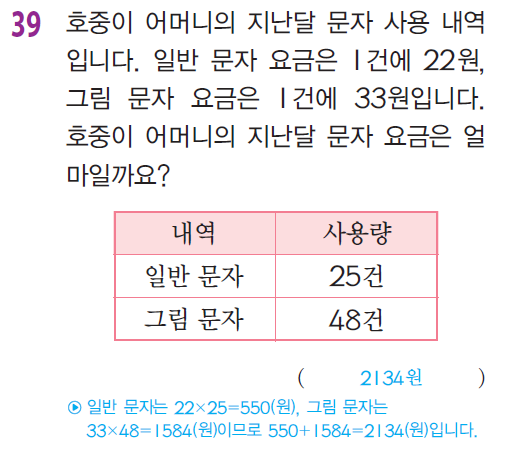 39 호중이 어머니의 지난달 문자 사용 내역
입니다. 일반 문자 요금은 1건에 22원,
그림 문자 요금은 1건에 33원입니다.
호중이 어머니의 지난달 문자 요금은 얼
마일까요?
내역 사용량
일반 문자 25건
그림 문자 48건
( 2134원 )
일반 문자는 22×25=550(원), 그림 문자는
33×48=1584(원)이므로 550+1584=2134(원)입니다.